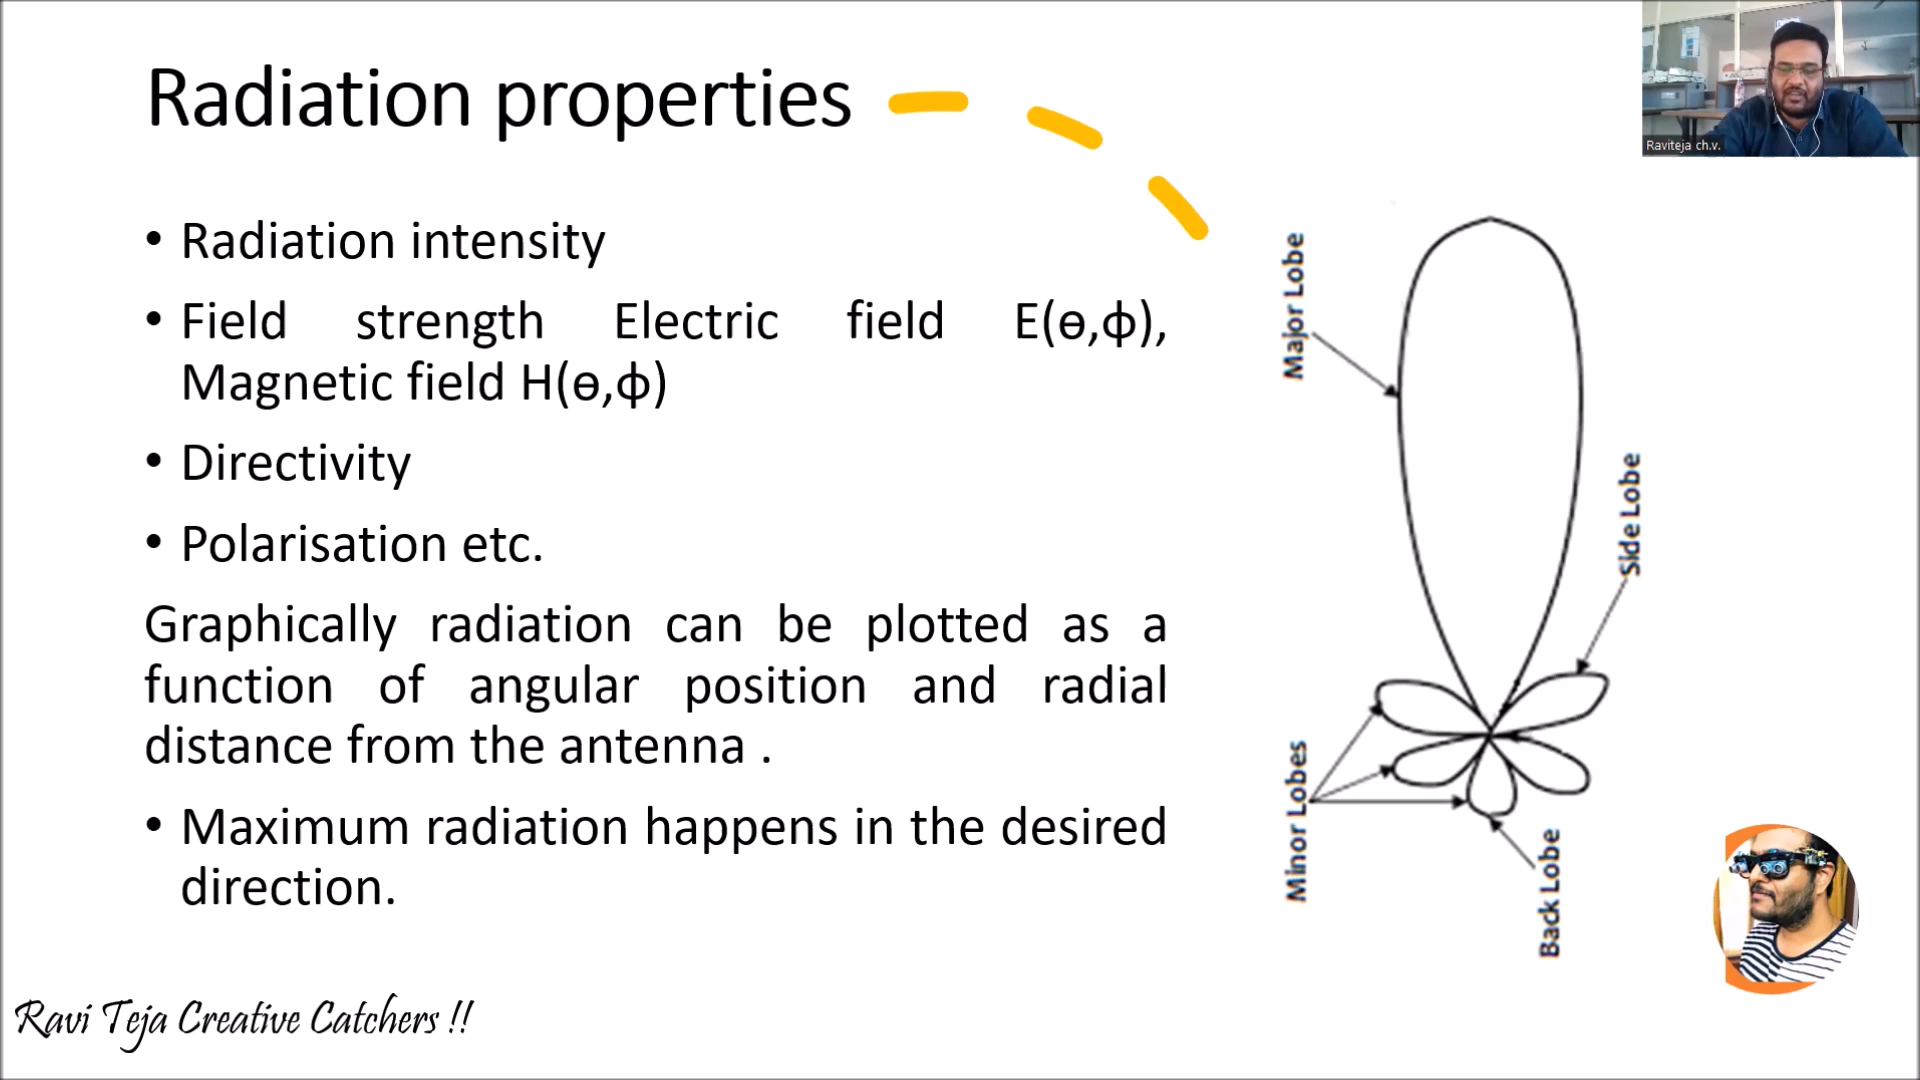 Radiation properties
Raviteja ch.v.
• Radiation intensity
• Field strength Electric field E(ɵ,ϕ),
Magnetic field H(ɵ,ϕ)
• Directivity
• Polarisation etc.
Graphically radiation can be plotted as a
function of angular position and radial
distance from the antenna .
• Maximum radiation happens in the desired
direction.
Major Lobe
Side Lobe
Minor Lobes
Back Lobe
Ravi Teja Creative Catchers !!